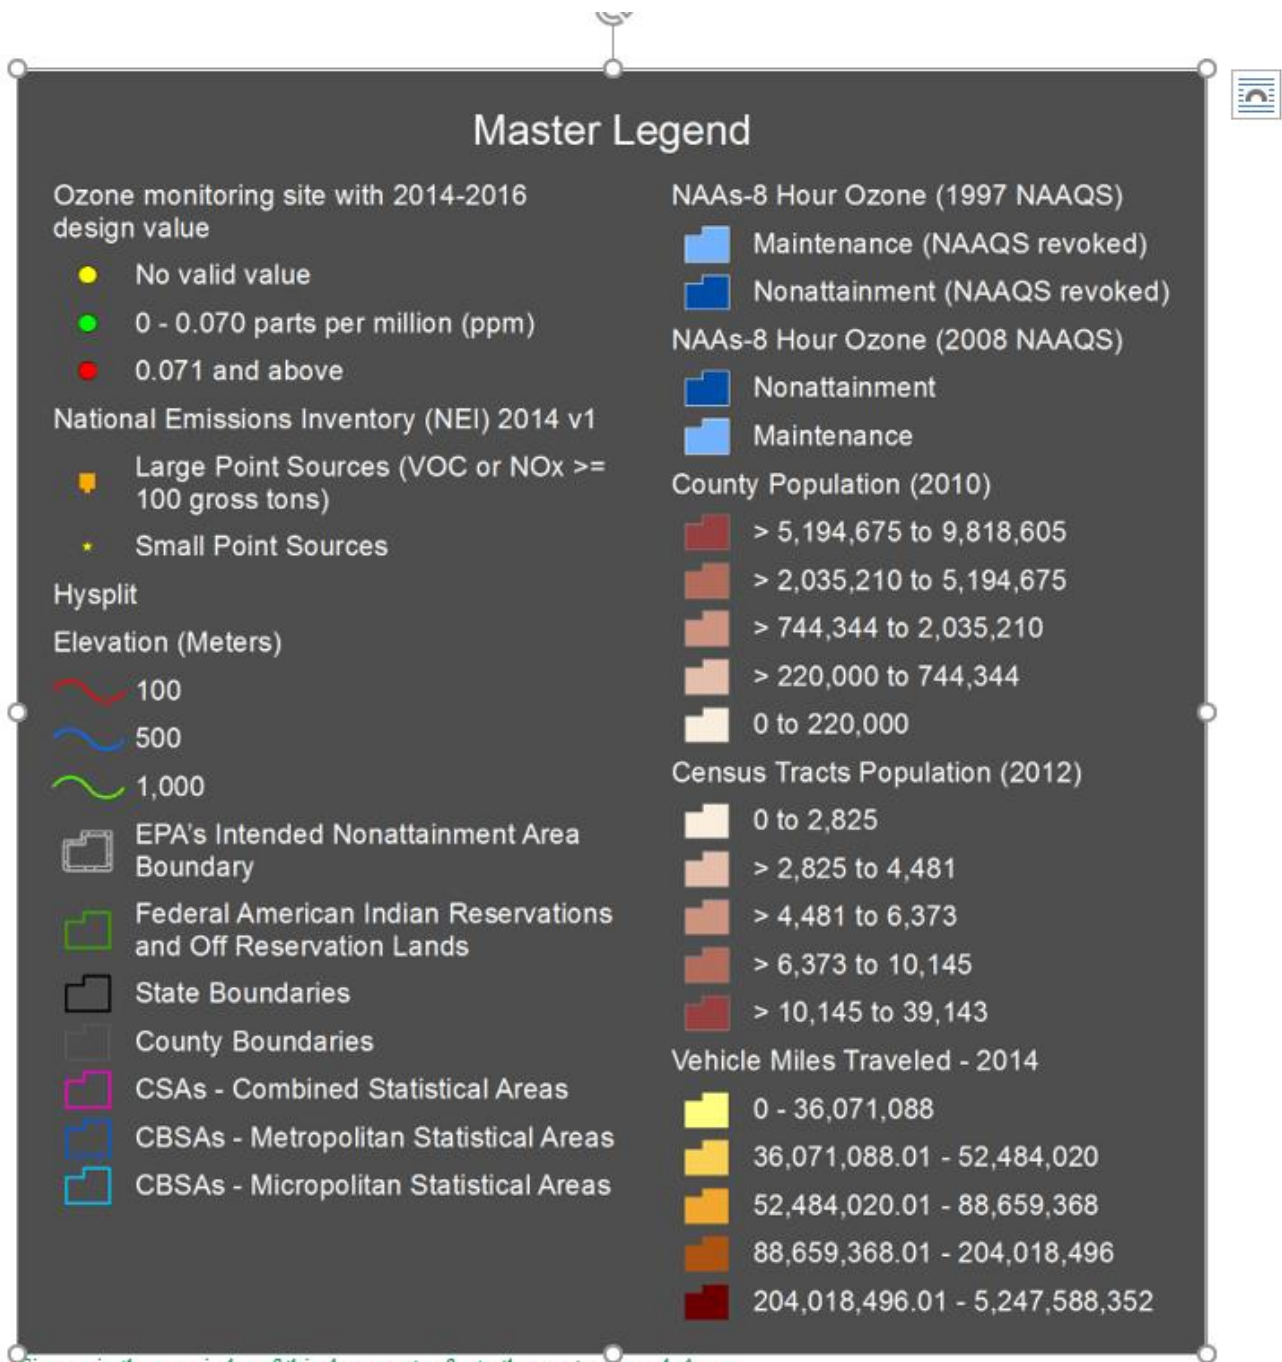 Master Legend
Ozone monitoring site with 2014-2016
design value
No valid value
0 - 0.070 parts per million (ppm)
0.071 and above
National Emissions Inventory (NEI) 2014 v1
Large Point Sources (VOC or NOx >=
100 gross tons)
Small Point Sources
Hysplit
Elevation (Meters)
100
500
1,000
EPA's Intended Nonattainment Area
Boundary
Federal American Indian Reservations
and Off Reservation Lands
State Boundaries
County Boundaries
CSAs - Combined Statistical Areas
CBSAs - Metropolitan Statistical Areas
CBSAs - Micropolitan Statistical Areas
NAAs-8 Hour Ozone (1997 NAAQS)
Maintenance (NAAQS revoked)
Nonattainment (NAAQS revoked)
NAAs-8 Hour Ozone (2008 NAAQS)
Nonattainment
Maintenance
County Population (2010)
> 5,194,675 to 9,818,605
> 2,035,210 to 5,194,675
> 744,344 to 2,035,210
> 220,000 to 744,344
0 to 220,000
Census Tracts Population (2012)
0 to 2,825
> 2,825 to 4,481
> 4,481 to 6,373
> 6,373 to 10,145
> 10,145 to 39,143
Vehicle Miles Traveled - 2014
0 - 36,071,088
36,071,088.01 - 52,484,020
52,484,020.01 - 88,659,368
88,659,368.01 - 204,018,496
204,018,496.01 - 5,247,588,352